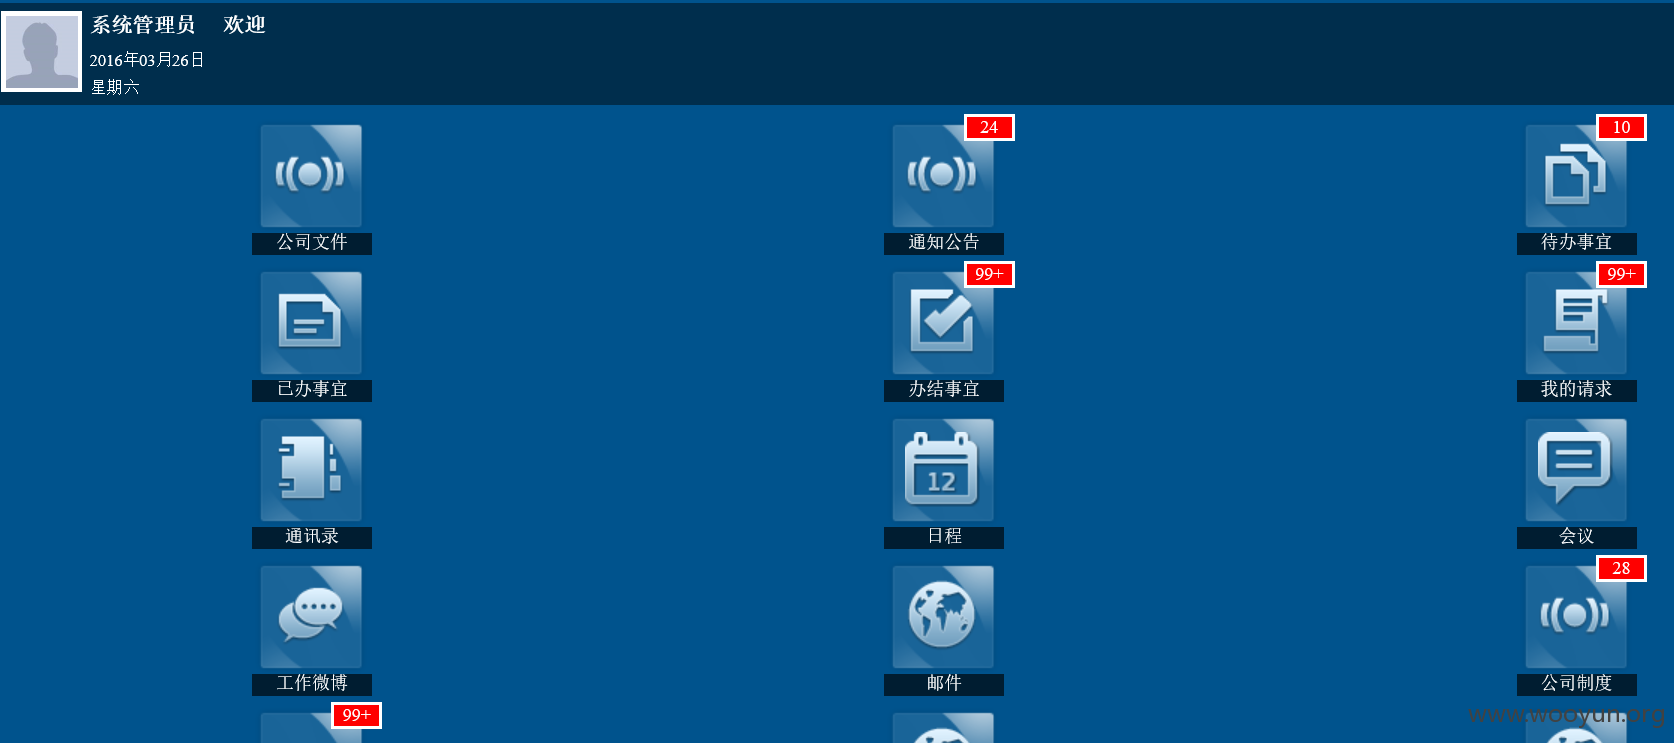 系统管理员 欢迎
2016年03月26日
星期六
24
10
公司文件
通知公告
待办事宜
99+
99+
已办事宜
办结事宜
我的请求
12
通讯录
日程
会议
28
工作微博
邮件
公司制度
99+
www.wooyun.org